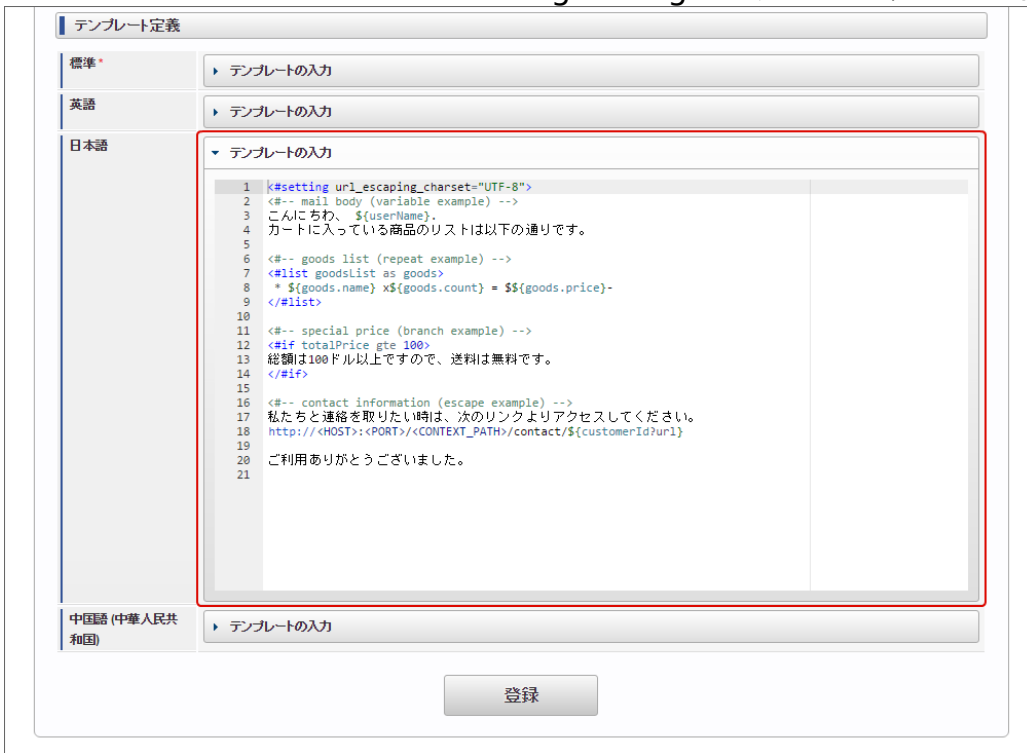 テンプレート定義
標準*
テンプレートの入力
英語
テンプレートの入力
日本語
テンプレートの入力
1 <#setting url_escaping_charset="UTF-8">
2 <#-- mail body (variable example) -->
3 こんにちわ、 ${userName}.
4 カートに入っている商品のリストは以下の通りです。
5
6 <#-- goods list (repeat example) -->
7 <#list goodsList as goods>
8 * ${goods.name} x${goods.count} = $${goods.price}-
9 </#list>
10
11 <#-- special price (branch example) -->
12 <#if totalPrice gte 100>
13 総額は100ドル以上ですので、送料は無料です。
14 </#if>
15
16 <#-- contact information (escape example) -->
17 私たちと連絡を取りたい時は、次のリンクよりアクセスしてください。
18 http://<HOST>:<PORT>/<CONTEXT_PATH>/contact/${customerId?url}
19
20 ご利用ありがとうございました。
21
中国語 (中華人民共
和国)
テンプレートの入力
登録